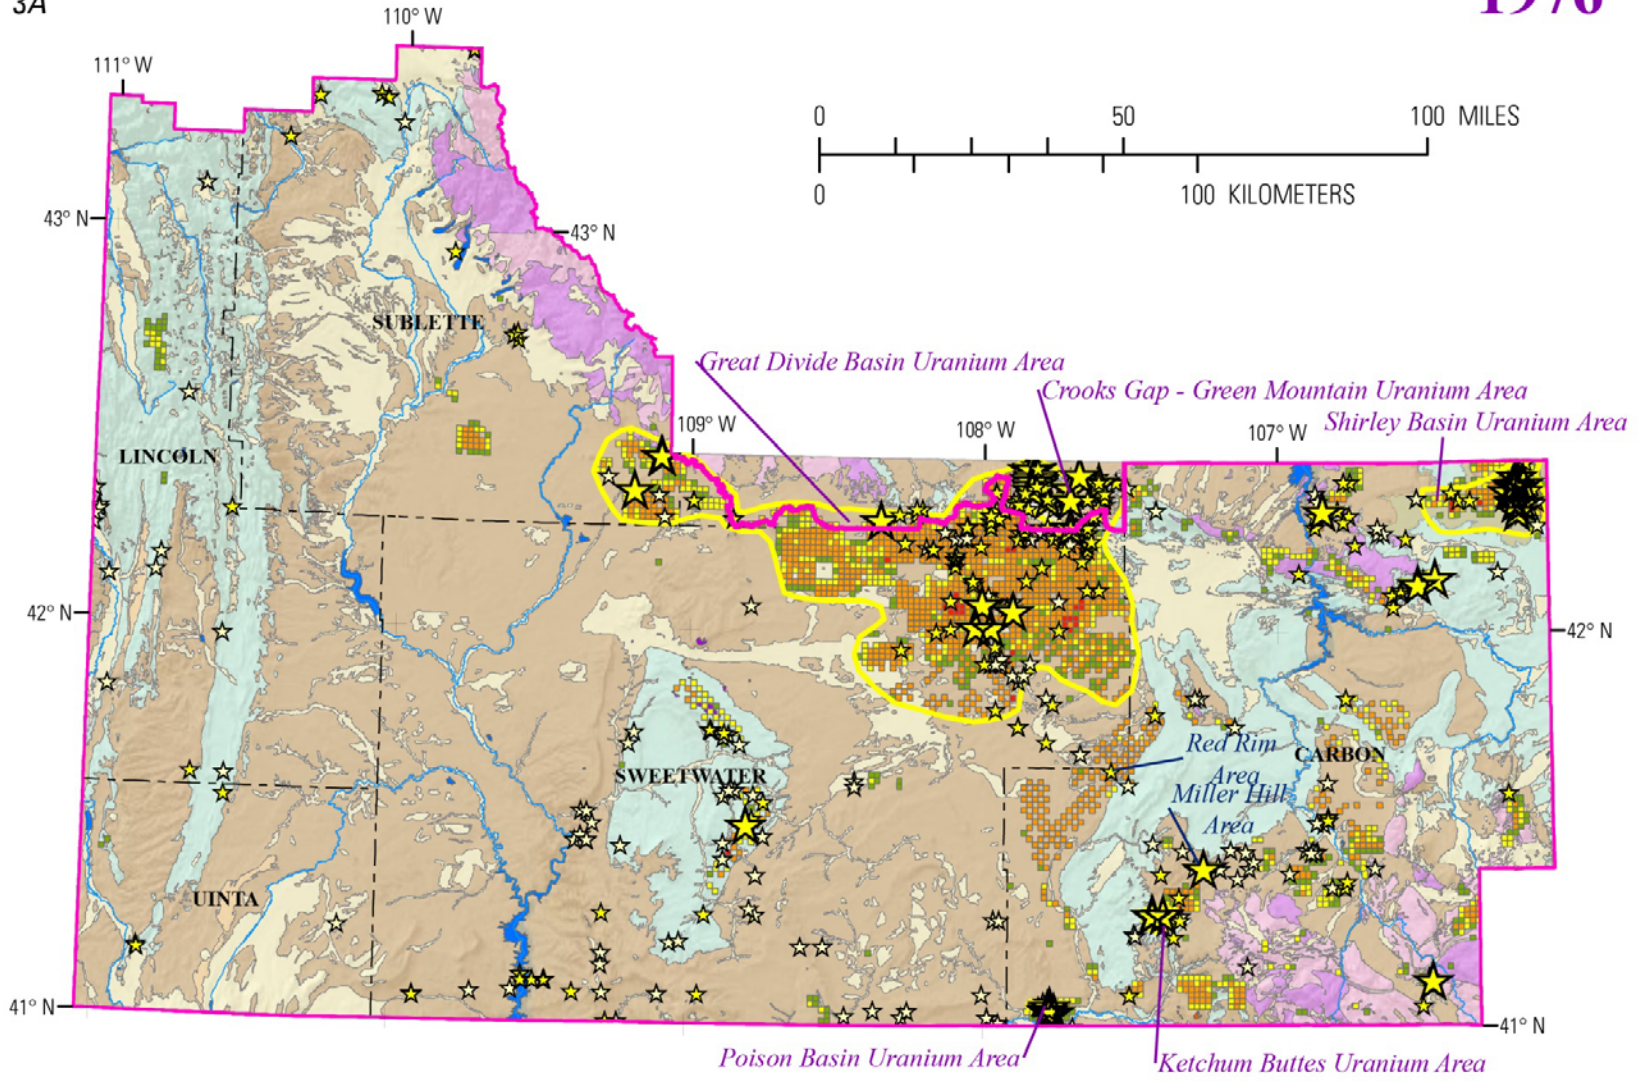 3A
1976
110° W
111° W
0 50 100 MILES
0 100 KILOMETERS
43° N
43° N
SUBLETTE
Great Divide Basin Uranium Area
Crooks Gap - Green Mountain Uranium Area
Shirley Basin Uranium Area
109° W
108° W
107° W
LINCOLN
42° N
42° N
Red Rim
Area
CARBON
SWEETWATER
Miller Hill
Area
UINTA
41° N
41° N
Poison Basin Uranium Area
Ketchum Buttes Uranium Area